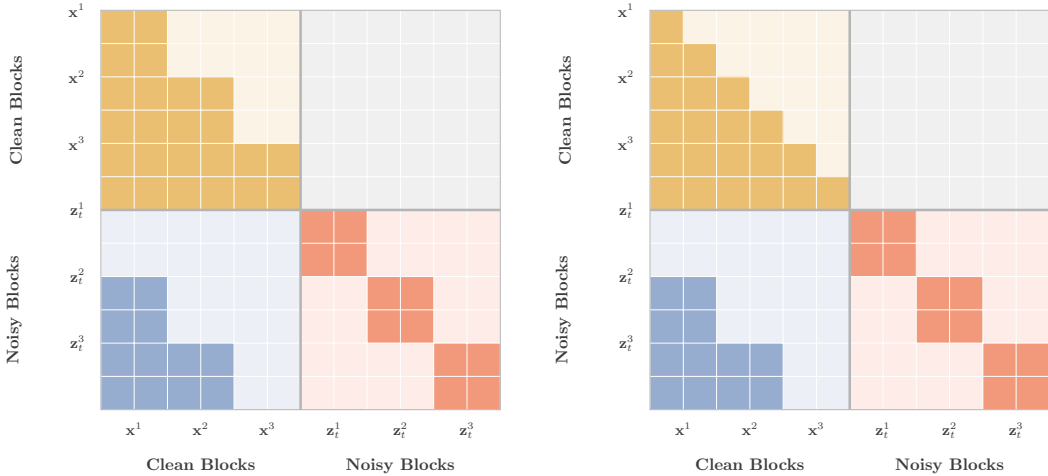 Clean Blocks
x¹
x²
x³
Noisy Blocks
z_t¹
z_t²
z_t³
x¹ x² x³ z_t¹ z_t² z_t³
Clean Blocks Noisy Blocks
Clean Blocks
x¹
x²
x³
Noisy Blocks
z_t¹
z_t²
z_t³
x¹ x² x³ z_t¹ z_t² z_t³
Clean Blocks Noisy Blocks